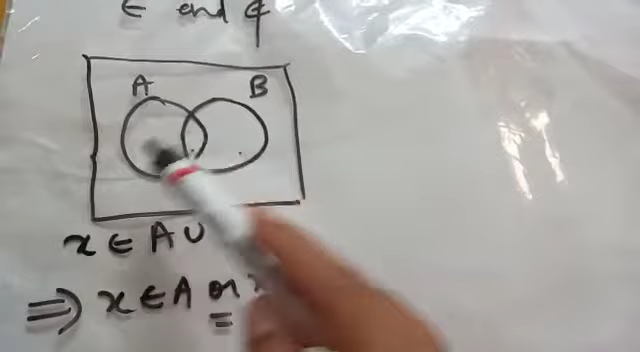 ∈ and ∉
A B
x ∈ A ∪
⇒ x ∈ A or